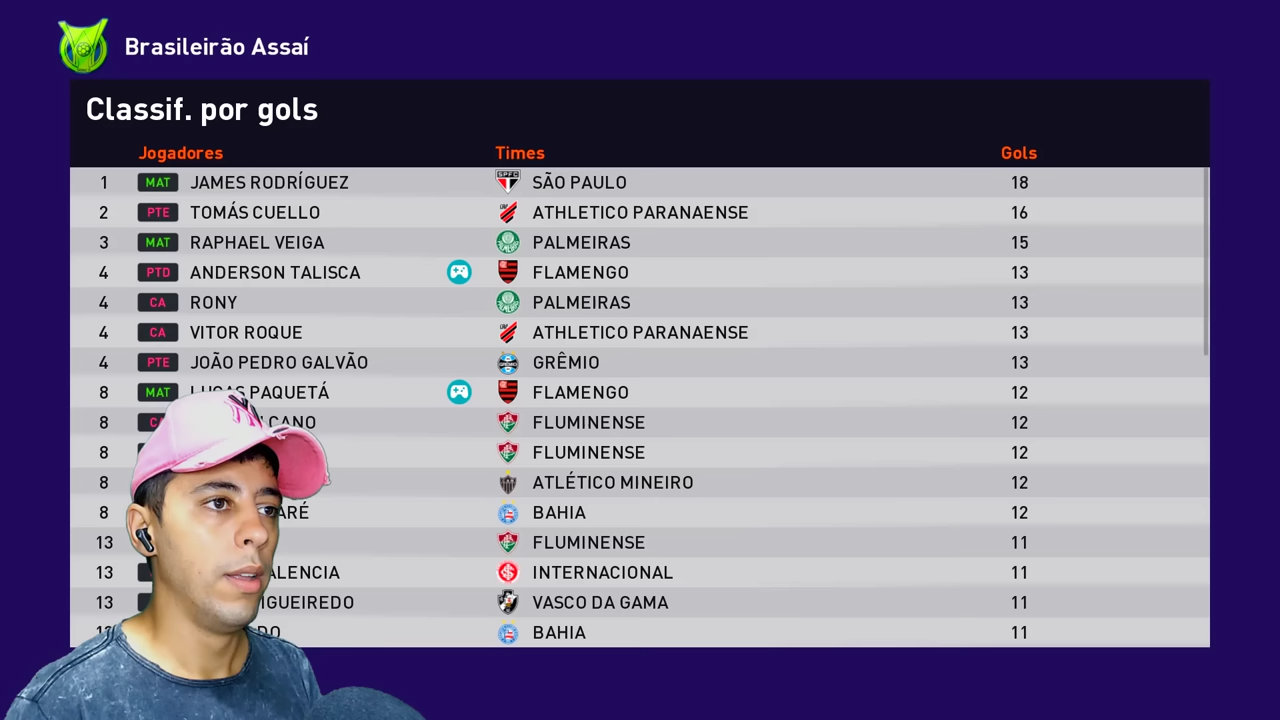 Brasileirão Assaí
Classif. por gols
Jogadores Times Gols
1 MAT JAMES RODRÍGUEZ SÃO PAULO 18
2 PTE TOMÁS CUELLO ATHLETICO PARANAENSE 16
3 MAT RAPHAEL VEIGA PALMEIRAS 15
4 PTD ANDERSON TALISCA FLAMENGO 13
4 CA RONY PALMEIRAS 13
4 CA VITOR ROQUE ATHLETICO PARANAENSE 13
4 PTE JOÃO PEDRO GALVÃO GRÊMIO 13
8 MAT PAQUETÁ FLAMENGO 12
8 FLUMINENSE 12
8 FLUMINENSE 12
8 ATLÉTICO MINEIRO 12
8 BAHIA 12
13 FLUMINENSE 11
13 INTERNACIONAL 11
13 VASCO DA GAMA 11
BAHIA 11